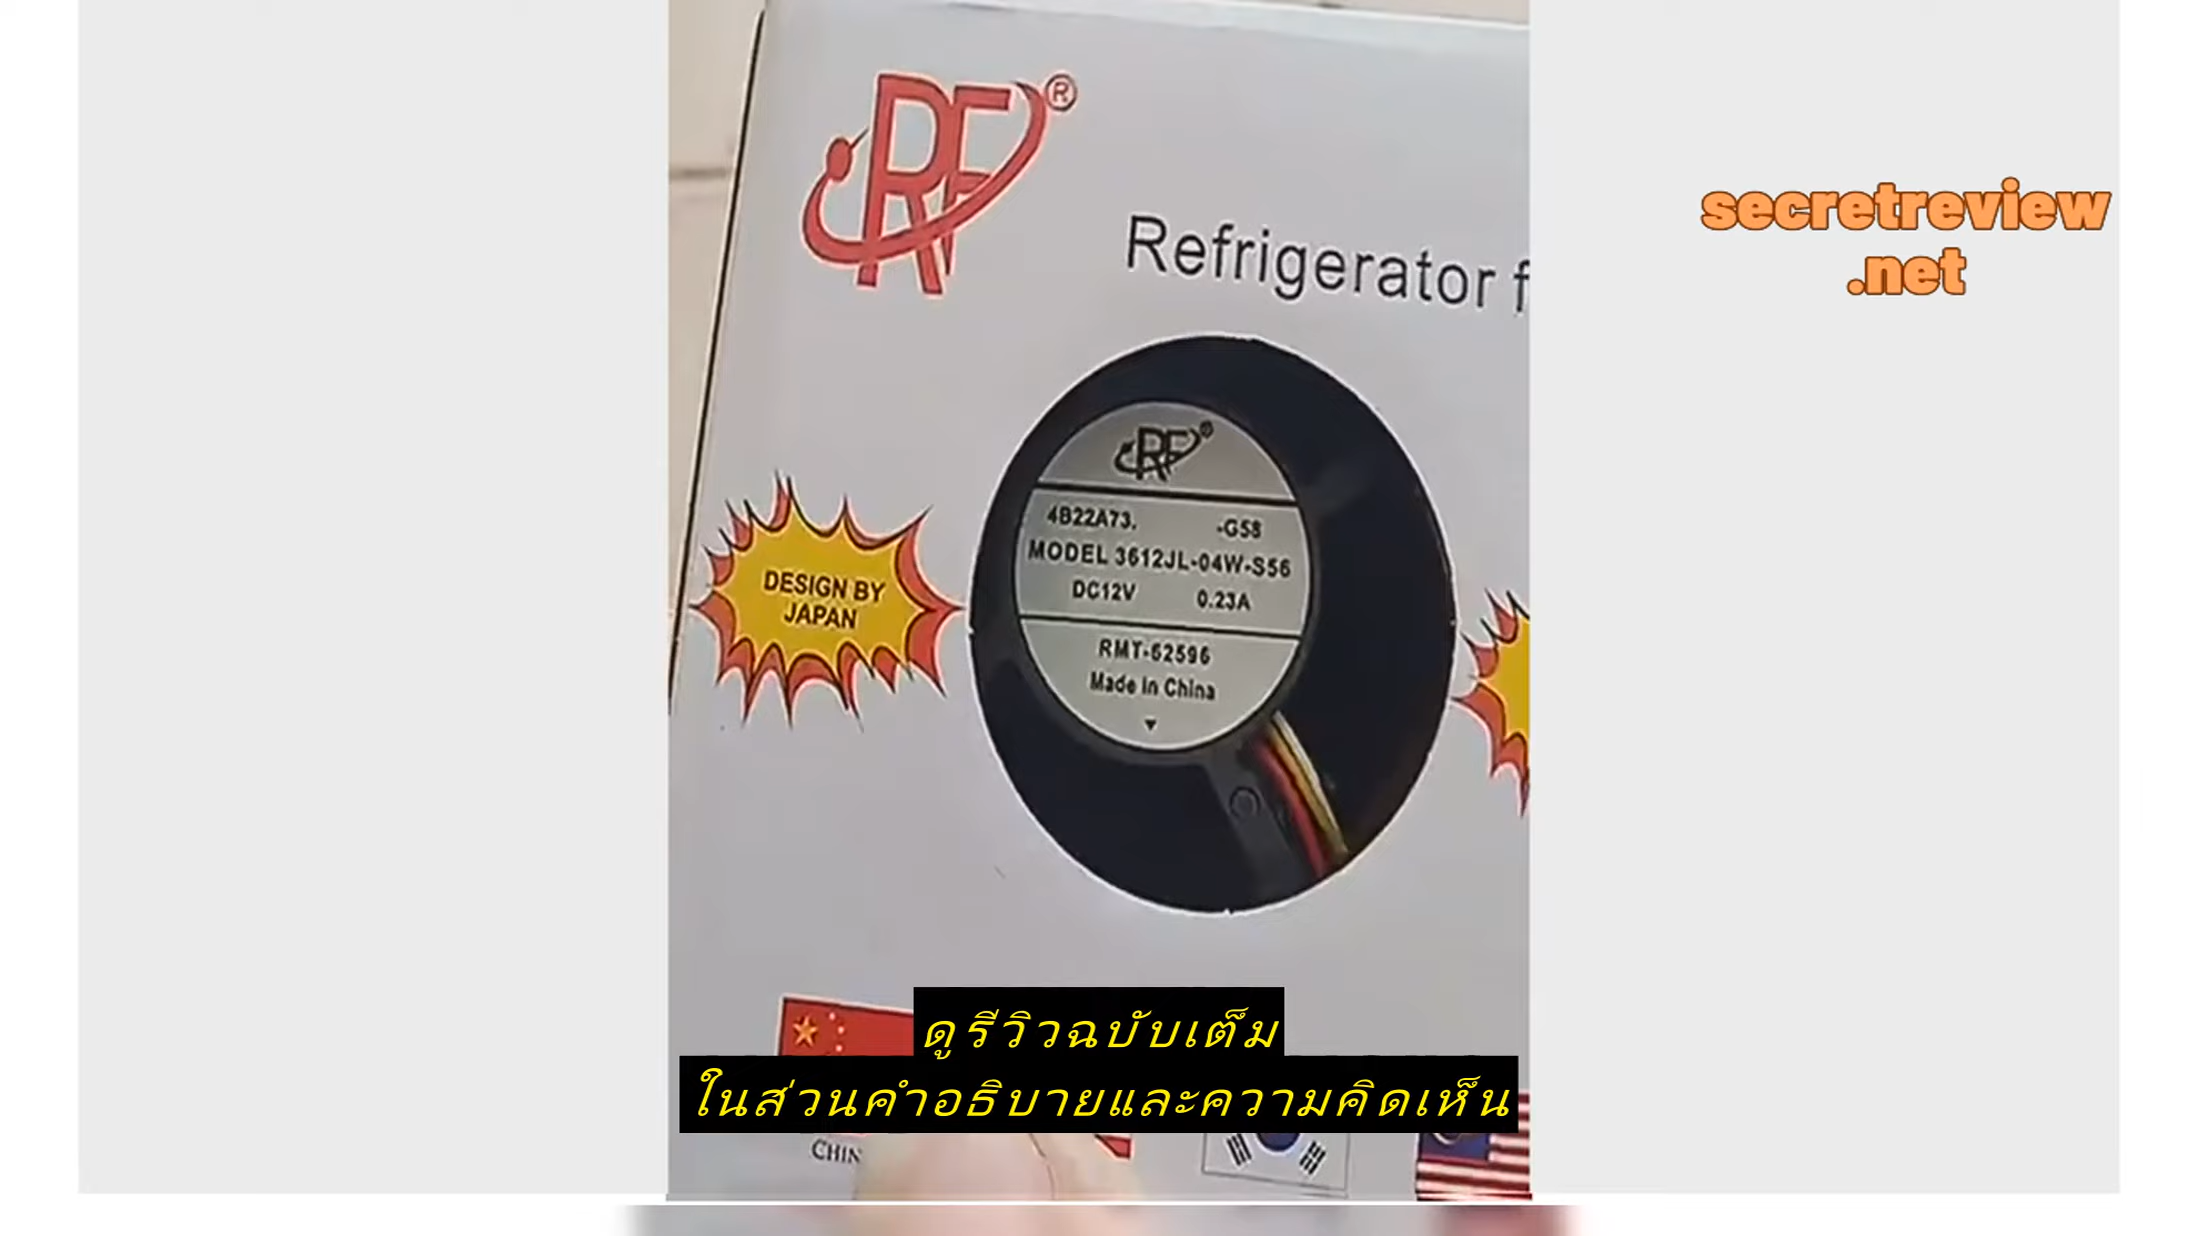 RF®
secretreview
.net
Refrigerator f
RF®
4B22A73. -G58
MODEL 3612JL-04W-S56
DC12V 0.23A
DESIGN BY
JAPAN
RMT-62596
Made in China
ดูรีวิวฉบับเต็ม
ในส่วนคำอธิบายและความคิดเห็น
CHIN